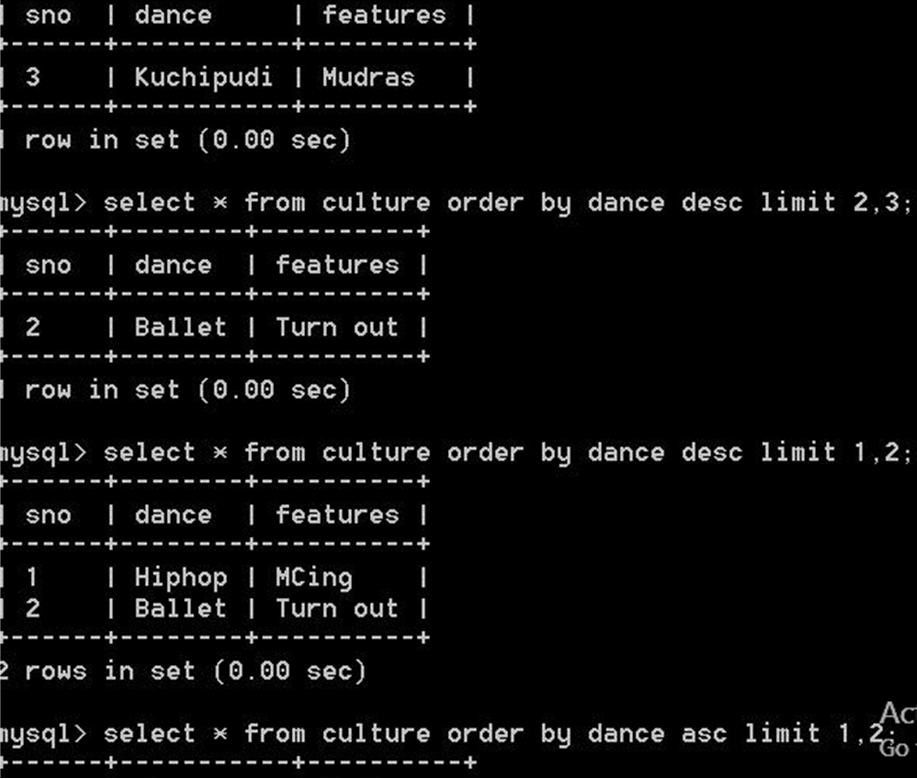 | sno  | dance     | features |
+------+-----------+----------+
| 3    | Kuchipudi | Mudras   |
+------+-----------+----------+
1 row in set (0.00 sec)
mysql> select * from culture order by dance desc limit 2,3;
+------+--------+----------+
| sno  | dance  | features |
+------+--------+----------+
| 2    | Ballet | Turn out |
+------+--------+----------+
1 row in set (0.00 sec)
mysql> select * from culture order by dance desc limit 1,2;
+------+--------+----------+
| sno  | dance  | features |
+------+--------+----------+
| 1    | Hiphop | MCing    |
| 2    | Ballet | Turn out |
+------+--------+----------+
2 rows in set (0.00 sec)
Ac
mysql> select * from culture order by dance asc limit 1,2;
Go
+------+-----------+----------+